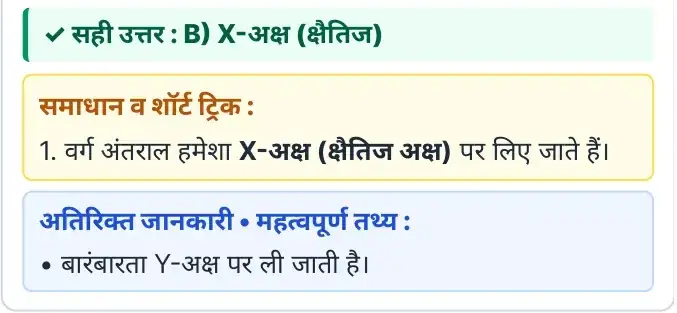 ✓ सही उत्तर : B) X-अक्ष (क्षैतिज)
समाधान व शॉर्ट ट्रिक :
1. वर्ग अंतराल हमेशा X-अक्ष (क्षैतिज अक्ष) पर लिए जाते हैं।
अतिरिक्त जानकारी • महत्वपूर्ण तथ्य :
• बारंबारता Y-अक्ष पर ली जाती है।